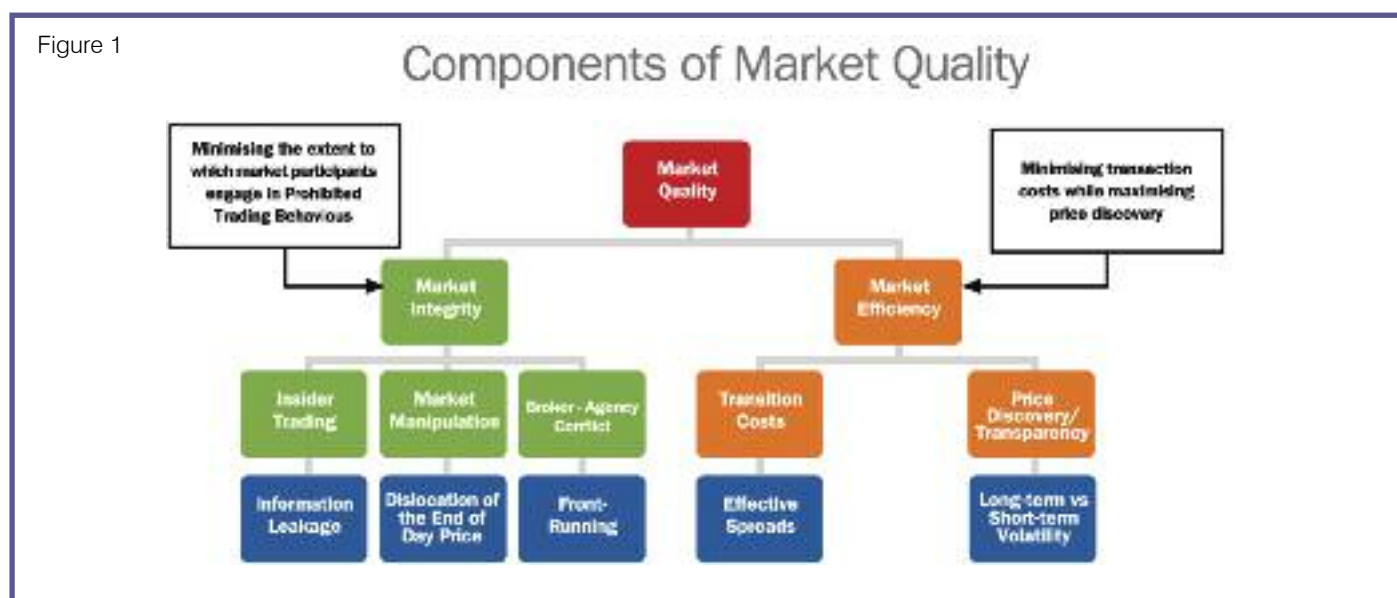 Figure 1
Components of Market Quality
Minimising the extent to
which market participants
engage in Prohibited
Trading Behavious
Market
Quality
Minimising transaction
costs while maximising
price discovery
Market
Integrity
Market
Efficiency
Insider
Trading
Market
Manipulation
Broker - Agency
Conflict
Transition
Costs
Price
Discovery/
Transparency
Information
Leakage
Dislocation of
the End of
Day Price
Front-
Running
Effective
Spreads
Long-term vs
Short-term
Volatility